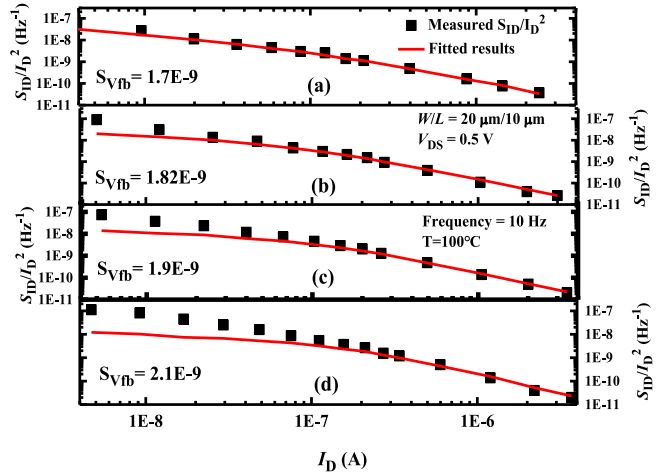 1E-7
1E-8
1E-9
1E-10
1E-11
S_ID/I_D^2 (Hz^-1)
Measured S_ID/I_D^2
Fitted results
S_Vfb = 1.7E-9
(a)
W/L = 20 μm/10 μm
V_DS = 0.5 V
S_Vfb = 1.82E-9
(b)
1E-7
1E-8
1E-9
1E-10
1E-11
S_ID/I_D^2 (Hz^-1)
1E-7
1E-8
1E-9
1E-10
1E-11
S_ID/I_D^2 (Hz^-1)
Frequency = 10 Hz
T=100°C
S_Vfb= 1.9E-9
(c)
S_Vfb= 2.1E-9
(d)
1E-7
1E-8
1E-9
1E-10
1E-11
S_ID/I_D^2 (Hz^-1)
1E-8
1E-7
1E-6
I_D (A)